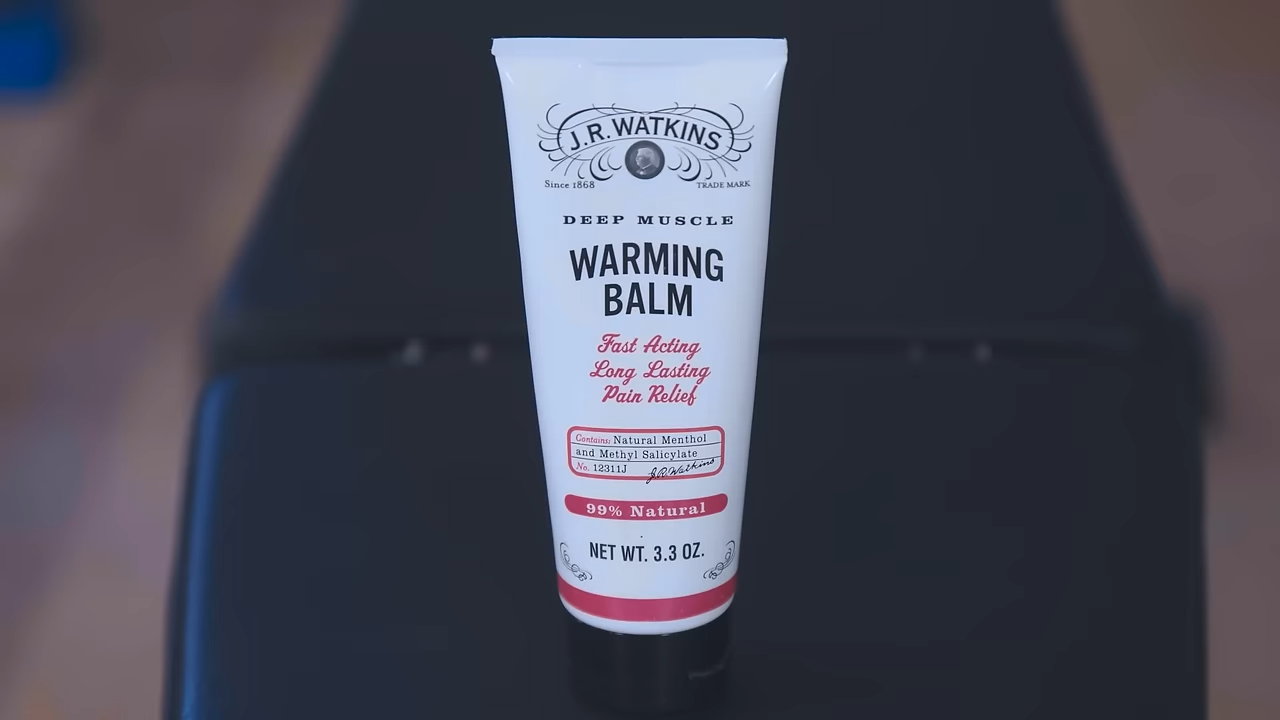 J.R. WATKINS
Since 1868 TRADE MARK
DEEP MUSCLE
WARMING
BALM
Fast Acting
Long Lasting
Pain Relief
Contains: Natural Menthol
and Methyl Salicylate
No. 12311J J.R. Watkins
99% Natural
NET WT. 3.3 OZ.